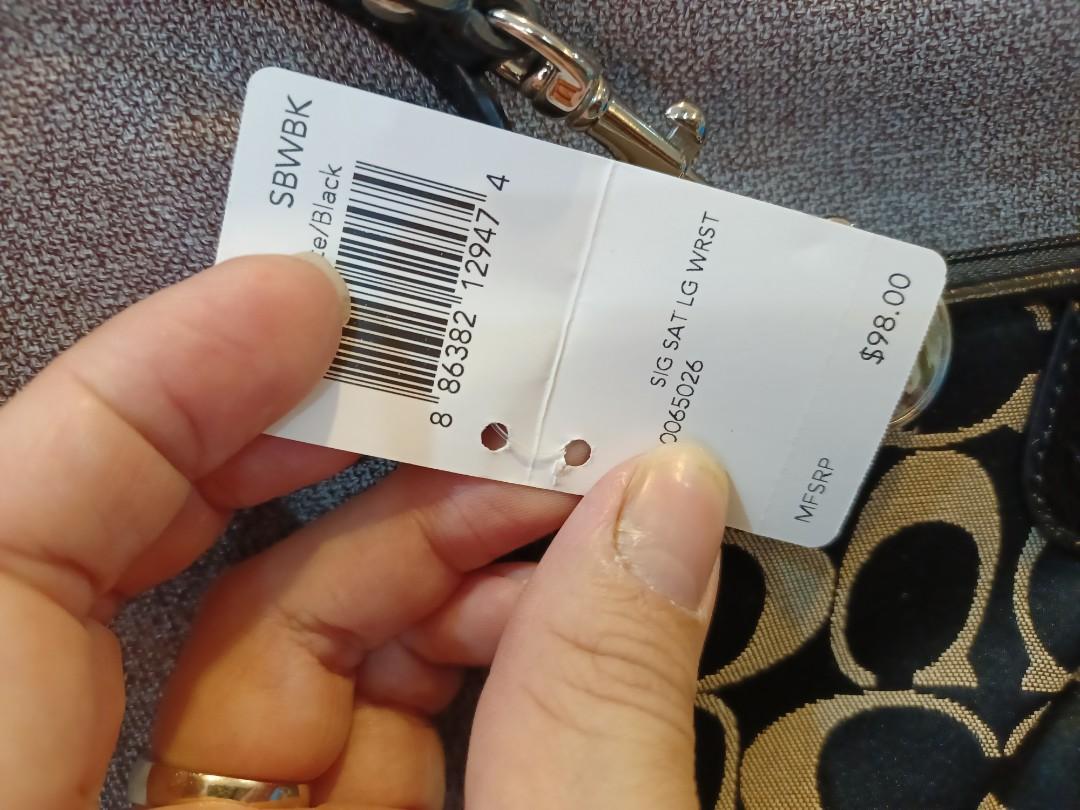 SBWBK
/Black
8 86382 12947 4
SIG SAT LG WRST
0065026
MFSRP
$98.00